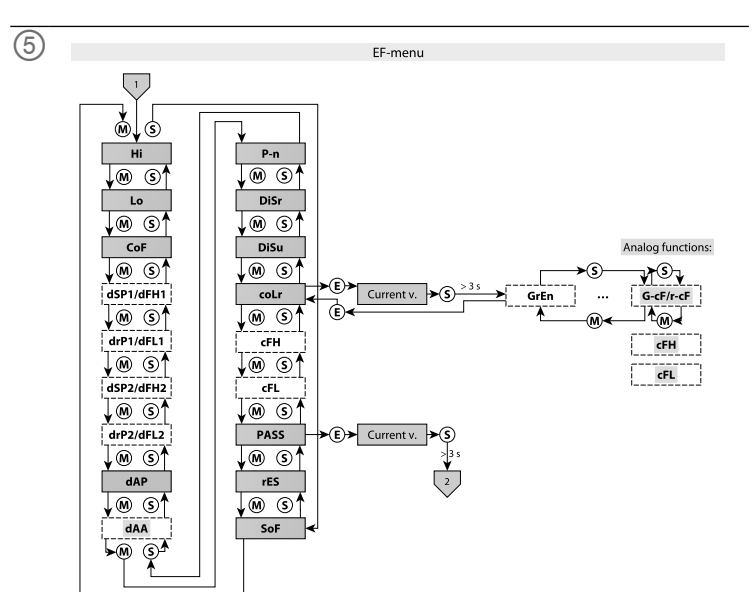 5
EF-menu
1
M S
Hi
M S
Lo
M S
CoF
M S
dSP1/dFH1
M S
drP1/dFL1
M S
dSP2/dFH2
M S
drP2/dFL2
M S
dAP
M S
dAA
M S
P-n
M S
DiSr
M S
DiSu
M S
coLr
M S
cFH
M S
cFL
M S
PASS
M S
rES
M S
SoF
E Current v. S > 3 s
E
GrEn
S
...
M
Analog functions:
S
G-cF/r-cF
M
cFH
cFL
E Current v. S
> 3 s
2